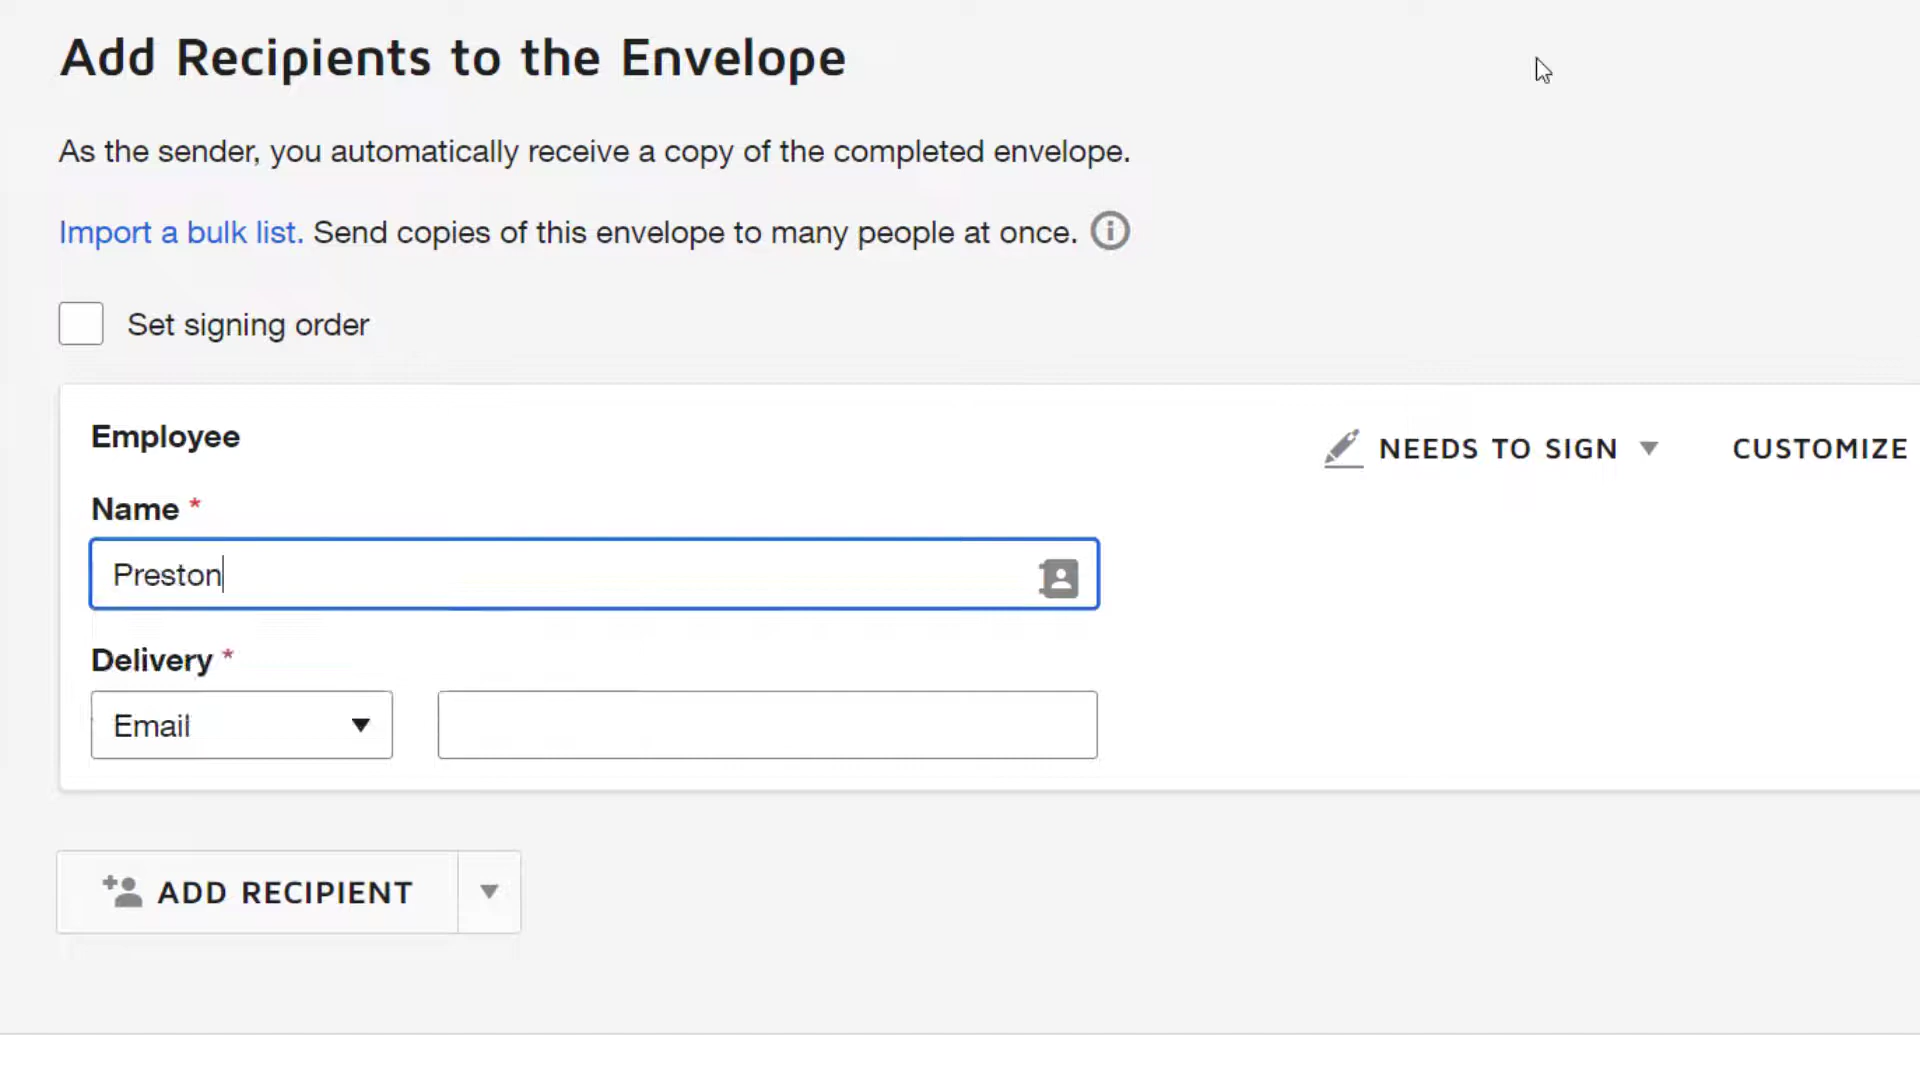 Add Recipients to the Envelope
As the sender, you automatically receive a copy of the completed envelope.
Import a bulk list. Send copies of this envelope to many people at once.
Set signing order
Employee
NEEDS TO SIGN
CUSTOMIZE
Name *
Preston
Delivery *
Email
ADD RECIPIENT